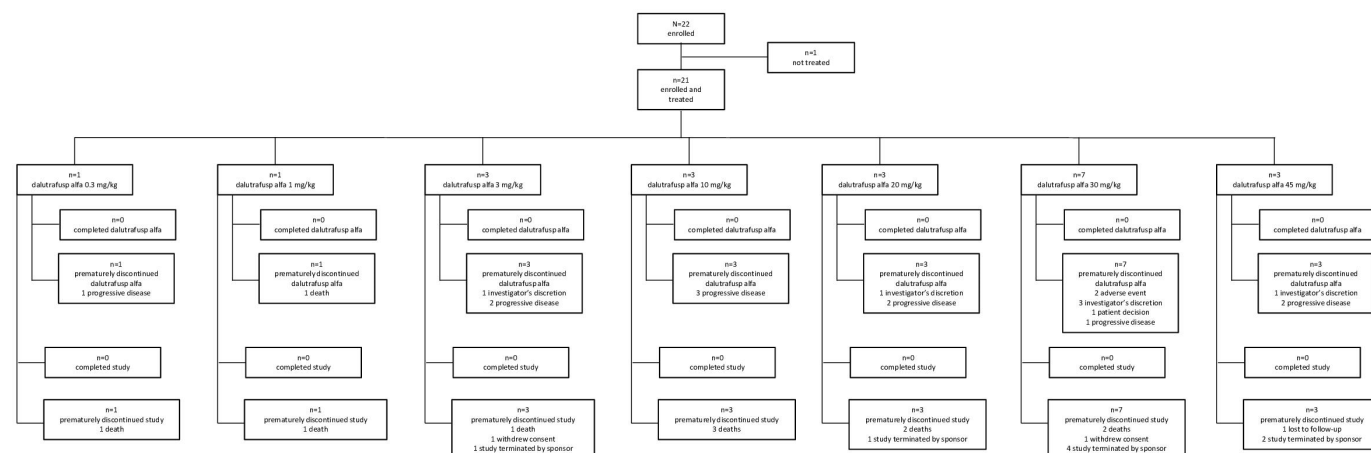 N=22
enrolled
n=1
not treated
n=21
enrolled and
treated
n=1
dalutrafusp alfa 0.3 mg/kg
n=0
completed dalutrafusp alfa
n=1
prematurely discontinued
dalutrafusp alfa
1 progressive disease
n=0
completed study
n=1
prematurely discontinued study
1 death
n=1
dalutrafusp alfa 1 mg/kg
n=0
completed dalutrafusp alfa
n=1
prematurely discontinued
dalutrafusp alfa
1 death
n=0
completed study
n=1
prematurely discontinued study
1 death
n=3
dalutrafusp alfa 3 mg/kg
n=0
completed dalutrafusp alfa
n=3
prematurely discontinued
dalutrafusp alfa
1 investigator's discretion
2 progressive disease
n=0
completed study
n=3
prematurely discontinued study
1 death
1 withdrew consent
1 study terminated by sponsor
n=3
dalutrafusp alfa 10 mg/kg
n=0
completed dalutrafusp alfa
n=3
prematurely discontinued
dalutrafusp alfa
3 progressive disease
n=0
completed study
n=3
prematurely discontinued study
3 deaths
n=3
dalutrafusp alfa 20 mg/kg
n=0
completed dalutrafusp alfa
n=3
prematurely discontinued
dalutrafusp alfa
1 investigator's discretion
2 progressive disease
n=0
completed study
n=3
prematurely discontinued study
2 deaths
1 study terminated by sponsor
n=7
dalutrafusp alfa 30 mg/kg
n=0
completed dalutrafusp alfa
n=7
prematurely discontinued
dalutrafusp alfa
2 adverse event
3 investigator's discretion
1 patient decision
1 progressive disease
n=0
completed study
n=7
prematurely discontinued study
2 deaths
1 withdrew consent
4 study terminated by sponsor
n=3
dalutrafusp alfa 45 mg/kg
n=0
completed dalutrafusp alfa
n=3
prematurely discontinued
dalutrafusp alfa
1 investigator's discretion
2 progressive disease
n=0
completed study
n=3
prematurely discontinued study
1 lost to follow-up
2 study terminated by sponsor